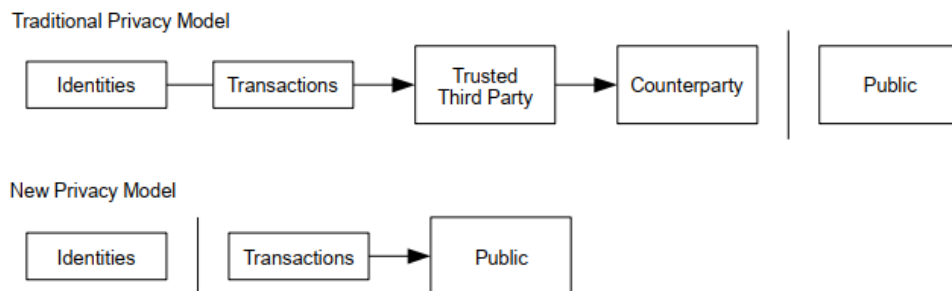 Traditional Privacy Model
Identities
Transactions
Trusted
Third Party
Counterparty
Public
New Privacy Model
Identities
Transactions
Public